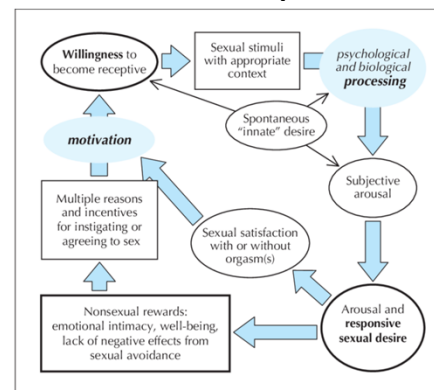 Willingness to
become receptive
Sexual stimuli
with appropriate
context
psychological
and biological
processing
Spontaneous
“innate” desire
motivation
Subjective
arousal
Multiple reasons
and incentives
for instigating or
agreeing to sex
Sexual satisfaction
with or without
orgasm(s)
Nonsexual rewards:
emotional intimacy, well-being,
lack of negative effects from
sexual avoidance
Arousal and
responsive
sexual desire